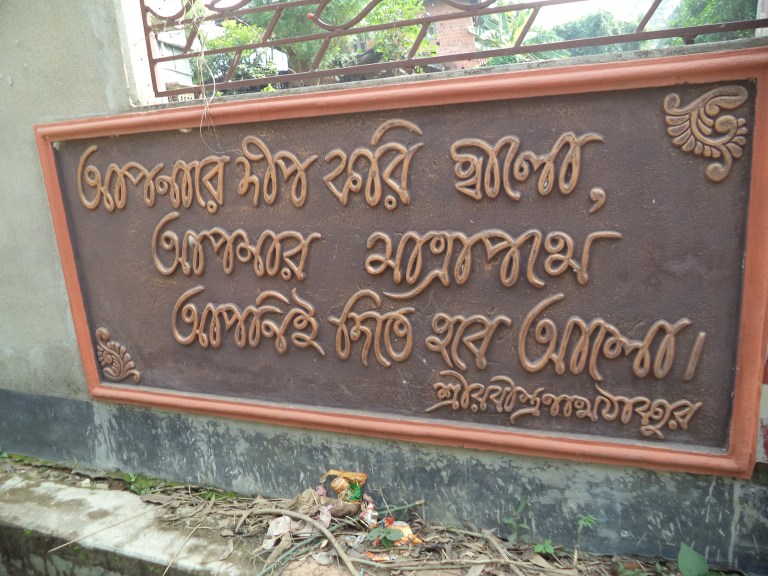 আপনারে দীপ করি জ্বালো,
আপনার যাত্রাপথে
আপনিই দিতে হবে আলো।
শ্রীরবীন্দ্রনাথ ঠাকুর